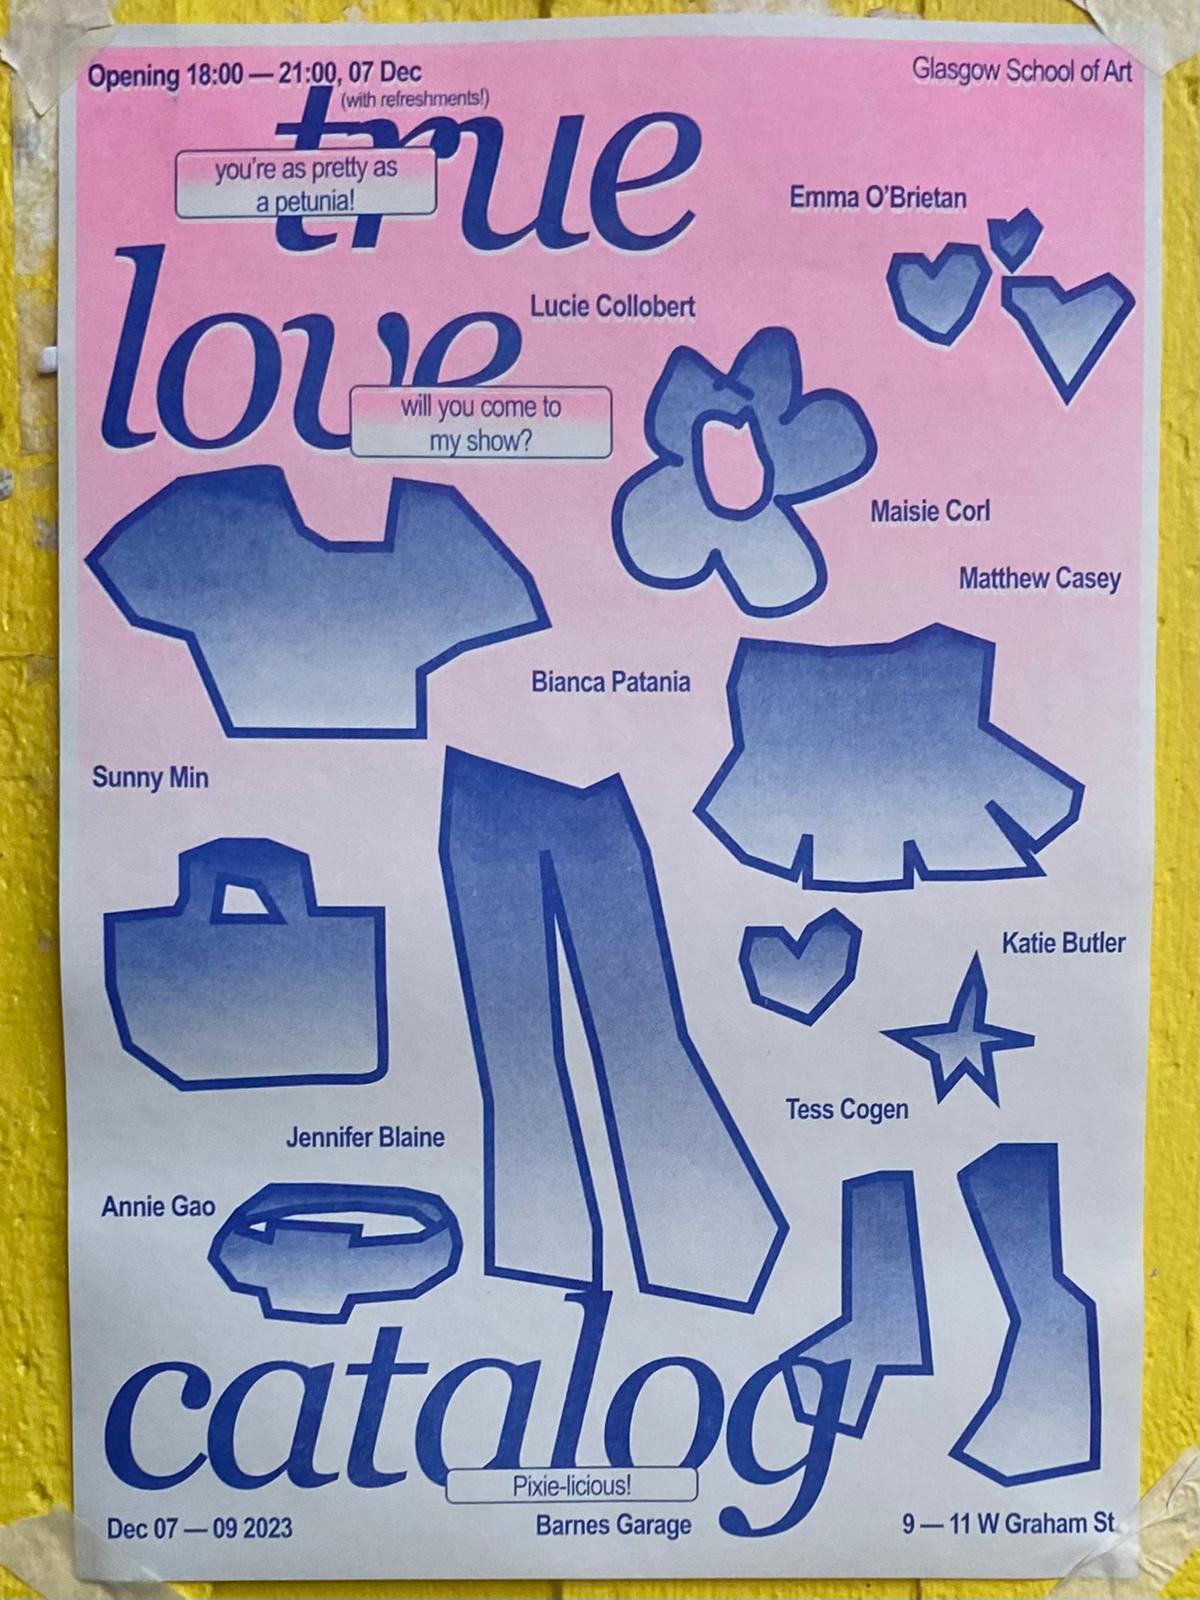 Opening 18:00 — 21:00, 07 Dec
(with refreshments!)
Glasgow School of Art
true
you're as pretty as
a petunia!
Emma O'Brietan
love
Lucie Collobert
will you come to
my show?
Maisie Corl
Matthew Casey
Bianca Patania
Sunny Min
Katie Butler
Tess Cogen
Jennifer Blaine
Annie Gao
catalog
Pixie-licious!
Dec 07 — 09 2023
Barnes Garage
9 — 11 W Graham St